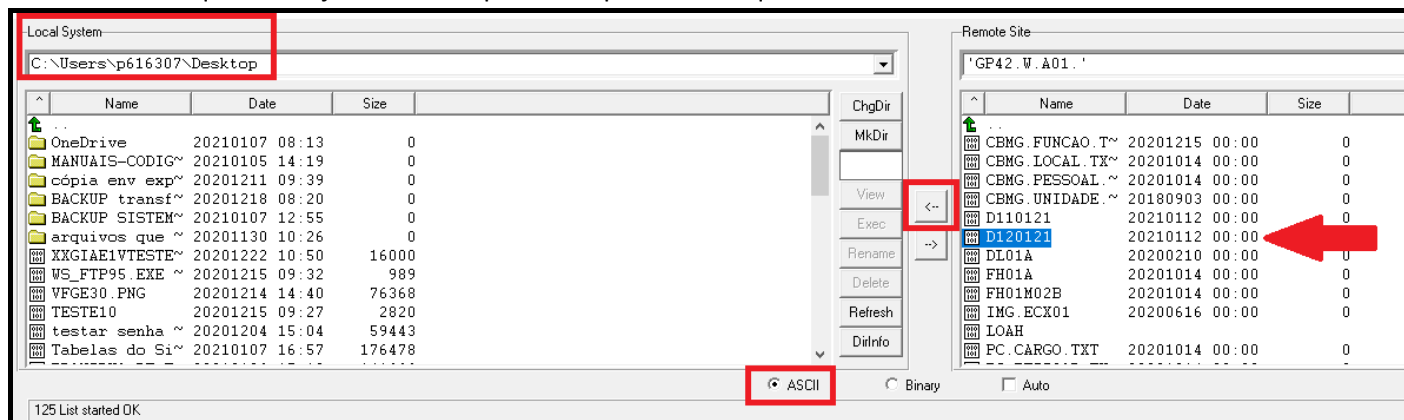 Local System
C:\Users\p616307\Desktop
^ Name Date Size
..
OneDrive 20210107 08:13 0
MANUAIS-CODIG~ 20210105 14:19 0
cópia env exp~ 20201211 09:39 0
BACKUP transf~ 20201218 08:20 0
BACKUP SISTEM~ 20210107 12:55 0
arquivos que ~ 20201130 10:26 0
XXGIAE1VTESTE~ 20201222 10:50 16000
WS_FTP95.EXE ~ 20201215 09:32 989
VFGE30.PNG 20201214 14:40 76368
TESTE10 20201215 09:27 2820
testar senha ~ 20201204 15:04 59443
Tabelas do Si~ 20210107 16:57 176478
ChgDir
MkDir
View
Exec
Rename
Delete
Refresh
DirInfo
<--
-->
Remote Site
'GP42.W.A01.'
^ Name Date Size
..
CBMG.FUNCAO.T~ 20201215 00:00 0
CBMG.LOCAL.TX~ 20201014 00:00 0
CBMG.PESSOAL.~ 20201014 00:00 0
CBMG.UNIDADE.~ 20180903 00:00 0
D110121 20210112 00:00 0
D120121 20210112 00:00
DL01A 20200210 00:00 0
FH01A 20201014 00:00 0
FH01M02B 20201014 00:00 0
IMG.ECX01 20200616 00:00 0
LOAH
PC.CARGO.TXT 20201014 00:00 0
ASCII Binary Auto
125 List started OK